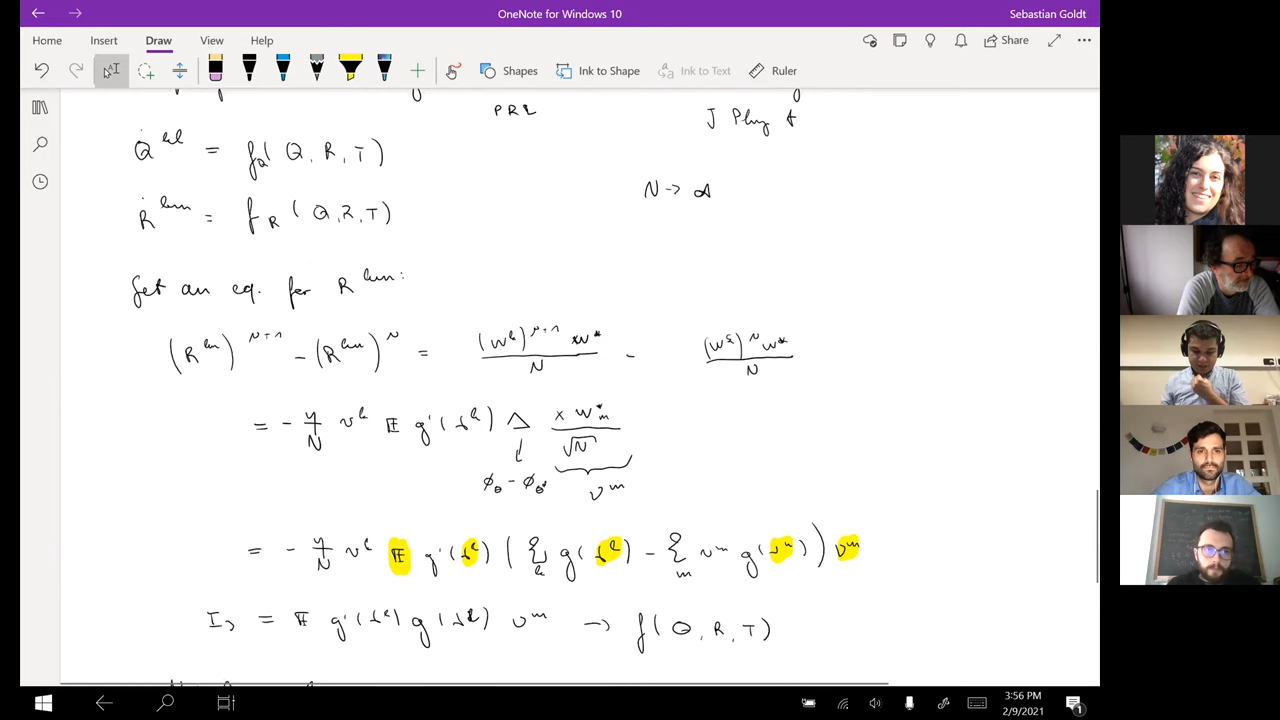 OneNote for Windows 10
Sebastian Goldt
Home Insert Draw View Help
Share
Shapes Ink to Shape Ink to Text Ruler
PRL
J Phys A
Q̇^{kl} = f_Q( Q, R, T)
N → ∞
Ṙ^{km} = f_R ( Q, R, T)
Get an eq. for R^{km}:
(R^{km})^{μ+1} - (R^{km})^μ = (w^k)^{μ+1} w* / N - (w^k)^μ w* / N
= - η/N v^k 𝔼 g'(λ^k) Δ x w*_m / √N
ϕ_θ - ϕ_θ* ν^m
= - η/N v^k 𝔼 g'(λ^k) ( Σ_k g(λ^l) - Σ_m v^m g(ν^m) ) ν^m
I_3 = 𝔼 g'(λ^k) g(λ^l) ν^m → f( Q, R, T)
3:56 PM
2/9/2021